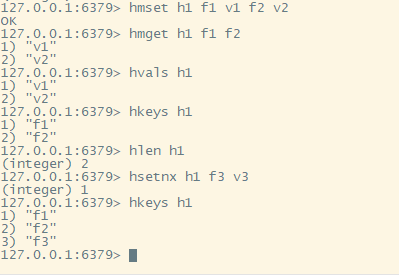 127.0.0.1:6379> hmset h1 f1 v1 f2 v2
OK
127.0.0.1:6379> hmget h1 f1 f2
1) "v1"
2) "v2"
127.0.0.1:6379> hvals h1
1) "v1"
2) "v2"
127.0.0.1:6379> hkeys h1
1) "f1"
2) "f2"
127.0.0.1:6379> hlen h1
(integer) 2
127.0.0.1:6379> hsetnx h1 f3 v3
(integer) 1
127.0.0.1:6379> hkeys h1
1) "f1"
2) "f2"
3) "f3"
127.0.0.1:6379>